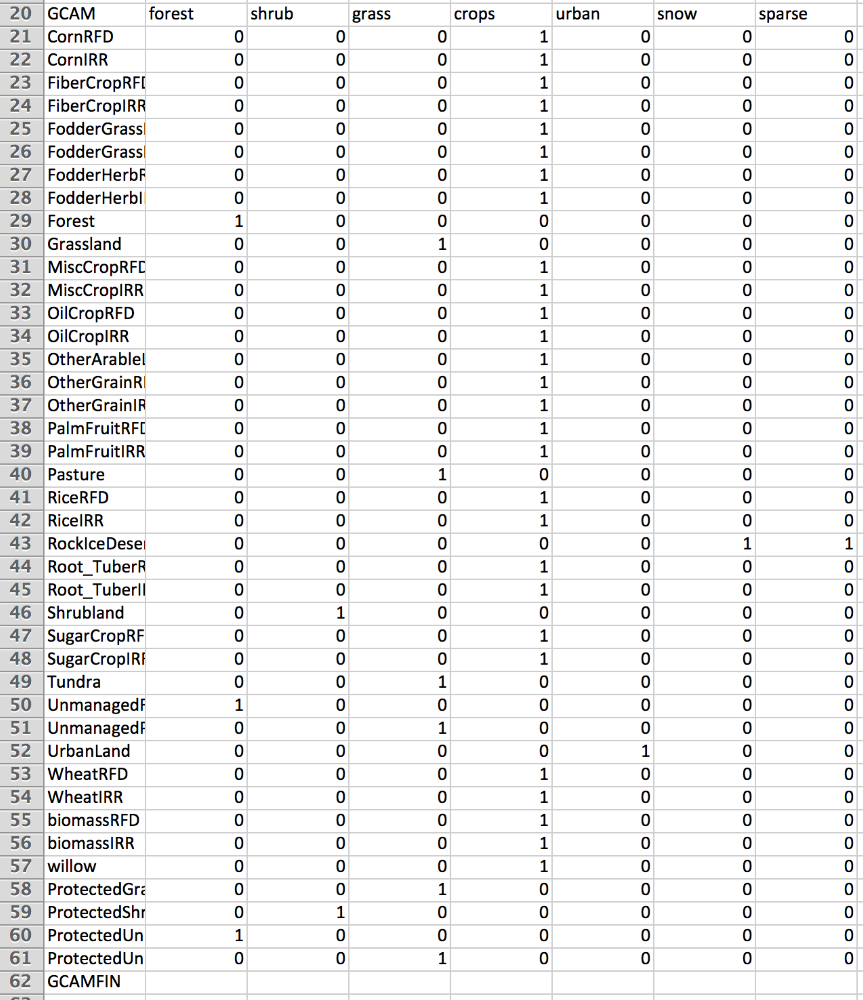 20 GCAM forest shrub grass crops urban snow sparse
21 CornRFD 0 0 0 1 0 0 0
22 CornIRR 0 0 0 1 0 0 0
23 FiberCropRFD 0 0 0 1 0 0 0
24 FiberCropIRR 0 0 0 1 0 0 0
25 FodderGrass 0 0 0 1 0 0 0
26 FodderGrass 0 0 0 1 0 0 0
27 FodderHerbR 0 0 0 1 0 0 0
28 FodderHerbI 0 0 0 1 0 0 0
29 Forest 1 0 0 0 0 0 0
30 Grassland 0 0 1 0 0 0 0
31 MiscCropRFD 0 0 0 1 0 0 0
32 MiscCropIRR 0 0 0 1 0 0 0
33 OilCropRFD 0 0 0 1 0 0 0
34 OilCropIRR 0 0 0 1 0 0 0
35 OtherArableL 0 0 0 1 0 0 0
36 OtherGrainR 0 0 0 1 0 0 0
37 OtherGrainIR 0 0 0 1 0 0 0
38 PalmFruitRFD 0 0 0 1 0 0 0
39 PalmFruitIRR 0 0 0 1 0 0 0
40 Pasture 0 0 1 0 0 0 0
41 RiceRFD 0 0 0 1 0 0 0
42 RiceIRR 0 0 0 1 0 0 0
43 RockIceDeser 0 0 0 0 0 1 1
44 Root_TuberR 0 0 0 1 0 0 0
45 Root_TuberI 0 0 0 1 0 0 0
46 Shrubland 0 1 0 0 0 0 0
47 SugarCropRF 0 0 0 1 0 0 0
48 SugarCropIRR 0 0 0 1 0 0 0
49 Tundra 0 0 1 0 0 0 0
50 UnmanagedF 1 0 0 0 0 0 0
51 UnmanagedP 0 0 1 0 0 0 0
52 UrbanLand 0 0 0 0 1 0 0
53 WheatRFD 0 0 0 1 0 0 0
54 WheatIRR 0 0 0 1 0 0 0
55 biomassRFD 0 0 0 1 0 0 0
56 biomassIRR 0 0 0 1 0 0 0
57 willow 0 0 0 1 0 0 0
58 ProtectedGra 0 0 1 0 0 0 0
59 ProtectedShr 0 1 0 0 0 0 0
60 ProtectedUn 1 0 0 0 0 0 0
61 ProtectedUn 0 0 1 0 0 0 0
62 GCAMFIN